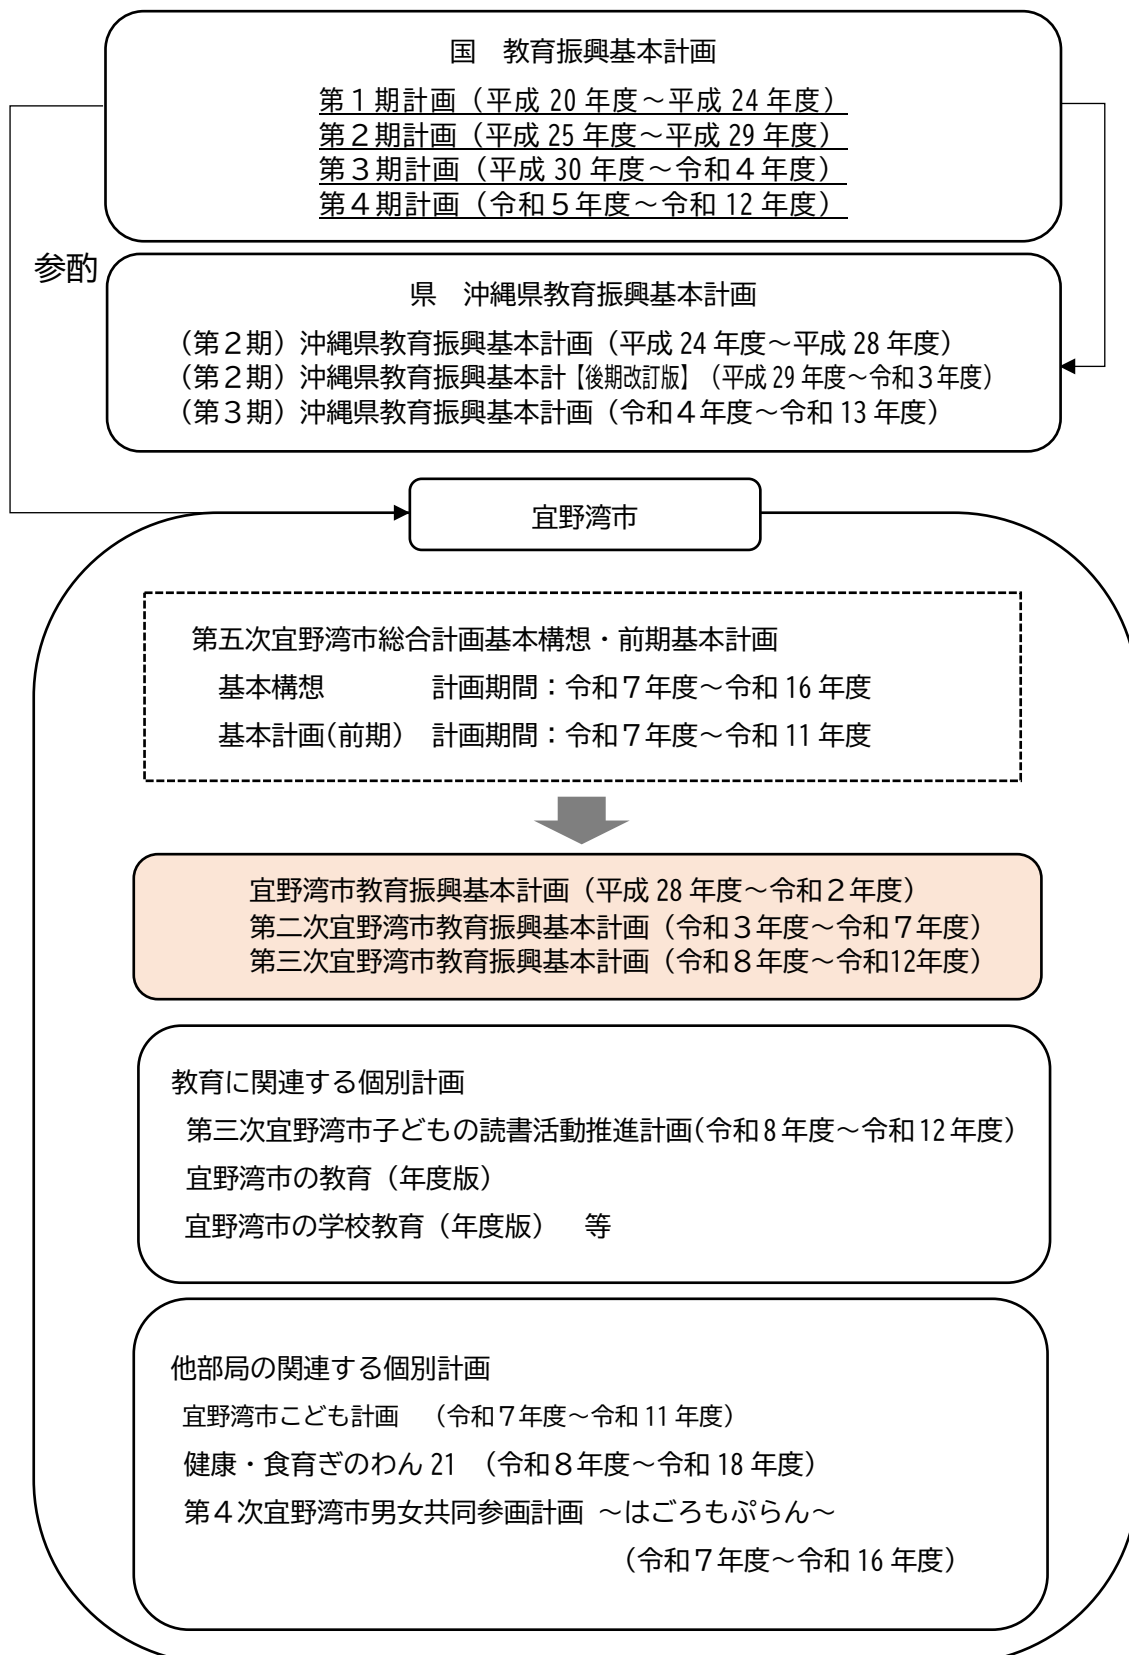 国　教育振興基本計画
第１期計画（平成 20 年度～平成 24 年度）
第２期計画（平成 25 年度～平成 29 年度）
第３期計画（平成 30 年度～令和４年度）
第４期計画（令和５年度～令和 12 年度）
参酌
県　沖縄県教育振興基本計画
（第２期）沖縄県教育振興基本計画（平成 24 年度～平成 28 年度）
（第２期）沖縄県教育振興基本計【後期改訂版】（平成 29 年度～令和３年度）
（第３期）沖縄県教育振興基本計画（令和４年度～令和 13 年度）
宜野湾市
第五次宜野湾市総合計画基本構想・前期基本計画
基本構想　　　　計画期間：令和７年度～令和 16 年度
基本計画(前期)　計画期間：令和７年度～令和 11 年度
宜野湾市教育振興基本計画（平成 28 年度～令和２年度）
第二次宜野湾市教育振興基本計画（令和３年度～令和７年度）
第三次宜野湾市教育振興基本計画（令和８年度～令和12年度）
教育に関連する個別計画
第三次宜野湾市子どもの読書活動推進計画(令和８年度～令和12年度）
宜野湾市の教育（年度版）
宜野湾市の学校教育（年度版）　等
他部局の関連する個別計画
宜野湾市こども計画　（令和７年度～令和 11 年度）
健康・食育ぎのわん 21　（令和８年度～令和 18 年度）
第４次宜野湾市男女共同参画計画 ～はごろもぷらん～
（令和７年度～令和 16 年度）